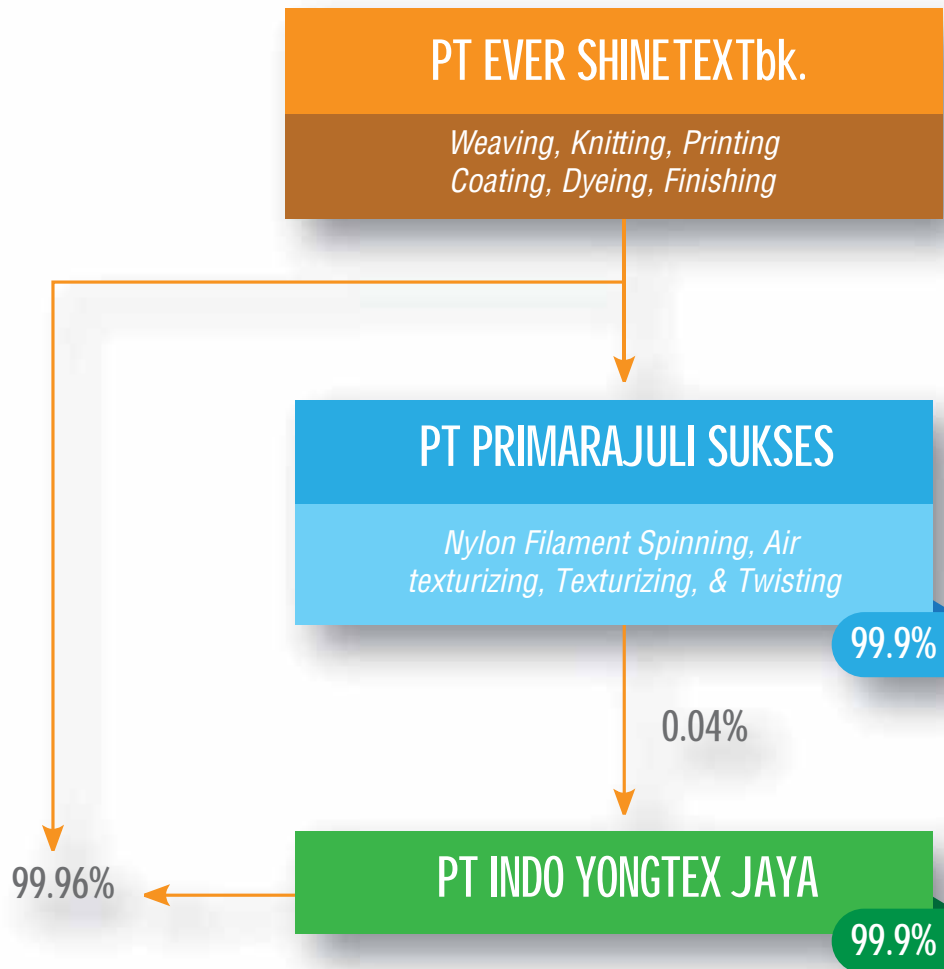 PT EVER SHINETEXTbk.
Weaving, Knitting, Printing
Coating, Dyeing, Finishing
PT PRIMARAJULI SUKSES
Nylon Filament Spinning, Air
texturizing, Texturizing, & Twisting
99.9%
0.04%
99.96%
PT INDO YONGTEX JAYA
99.9%